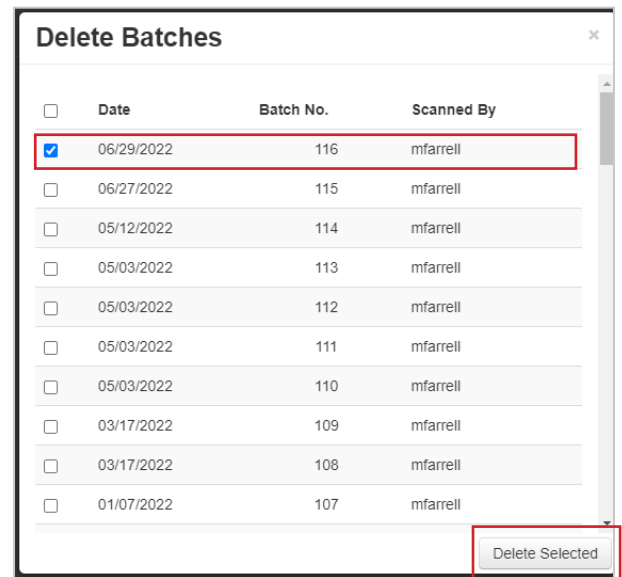 Delete Batches ×
Date Batch No. Scanned By
06/29/2022 116 mfarrell
06/27/2022 115 mfarrell
05/12/2022 114 mfarrell
05/03/2022 113 mfarrell
05/03/2022 112 mfarrell
05/03/2022 111 mfarrell
05/03/2022 110 mfarrell
03/17/2022 109 mfarrell
03/17/2022 108 mfarrell
01/07/2022 107 mfarrell
Delete Selected